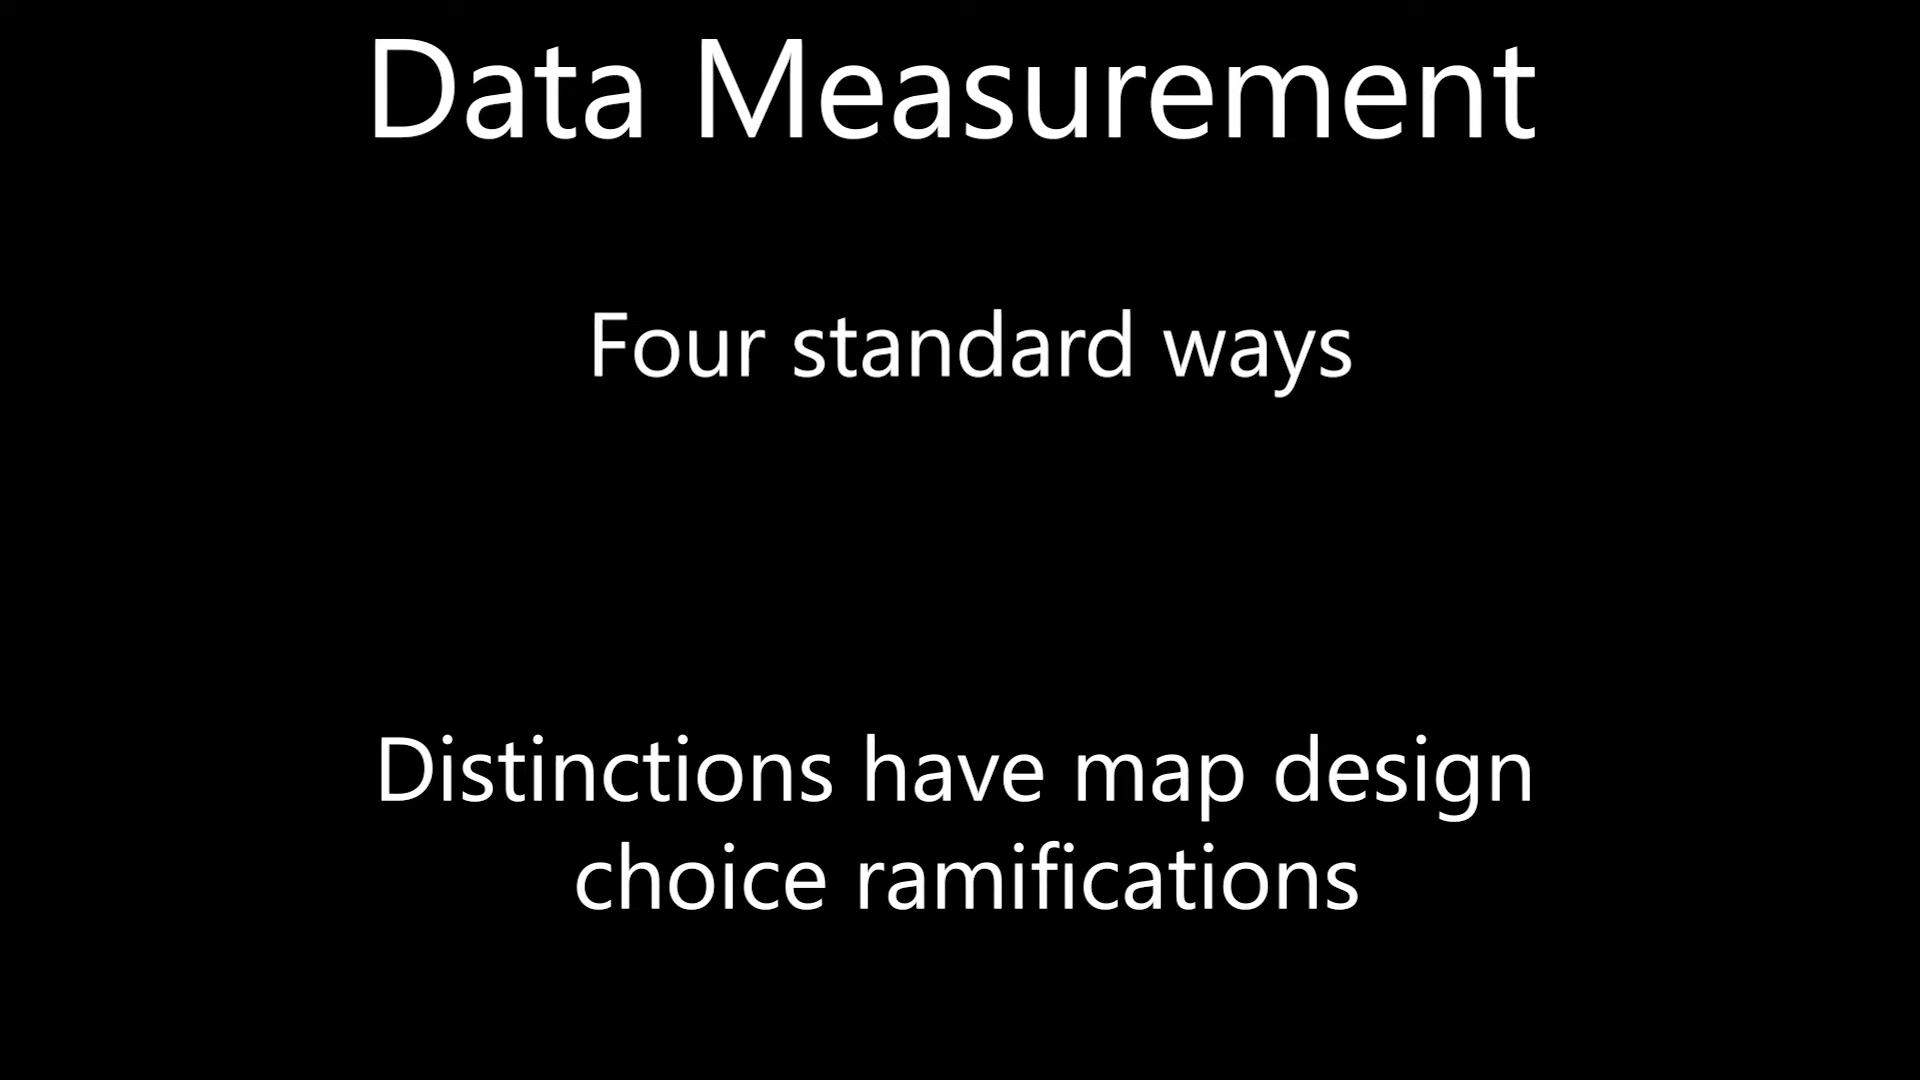 Data Measurement
Four standard ways
Distinctions have map design
choice ramifications